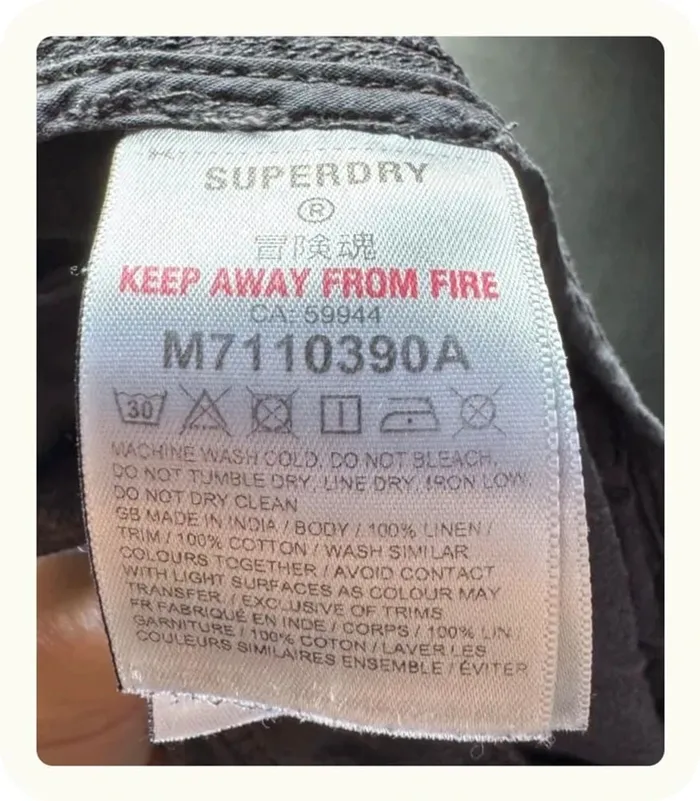 SUPERDRY
®
冒険魂
KEEP AWAY FROM FIRE
CA: 59944
M7110390A
30
MACHINE WASH COLD, DO NOT BLEACH,
DO NOT TUMBLE DRY, LINE DRY, IRON LOW,
DO NOT DRY CLEAN
GB MADE IN INDIA / BODY / 100% LINEN /
TRIM / 100% COTTON / WASH SIMILAR
COLOURS TOGETHER / AVOID CONTACT
WITH LIGHT SURFACES AS COLOUR MAY
TRANSFER / EXCLUSIVE OF TRIMS
FR FABRIQUÉ EN INDE / CORPS / 100% LIN /
GARNITURE / 100% COTON / LAVER LES
COULEURS SIMILAIRES ENSEMBLE / ÉVITER